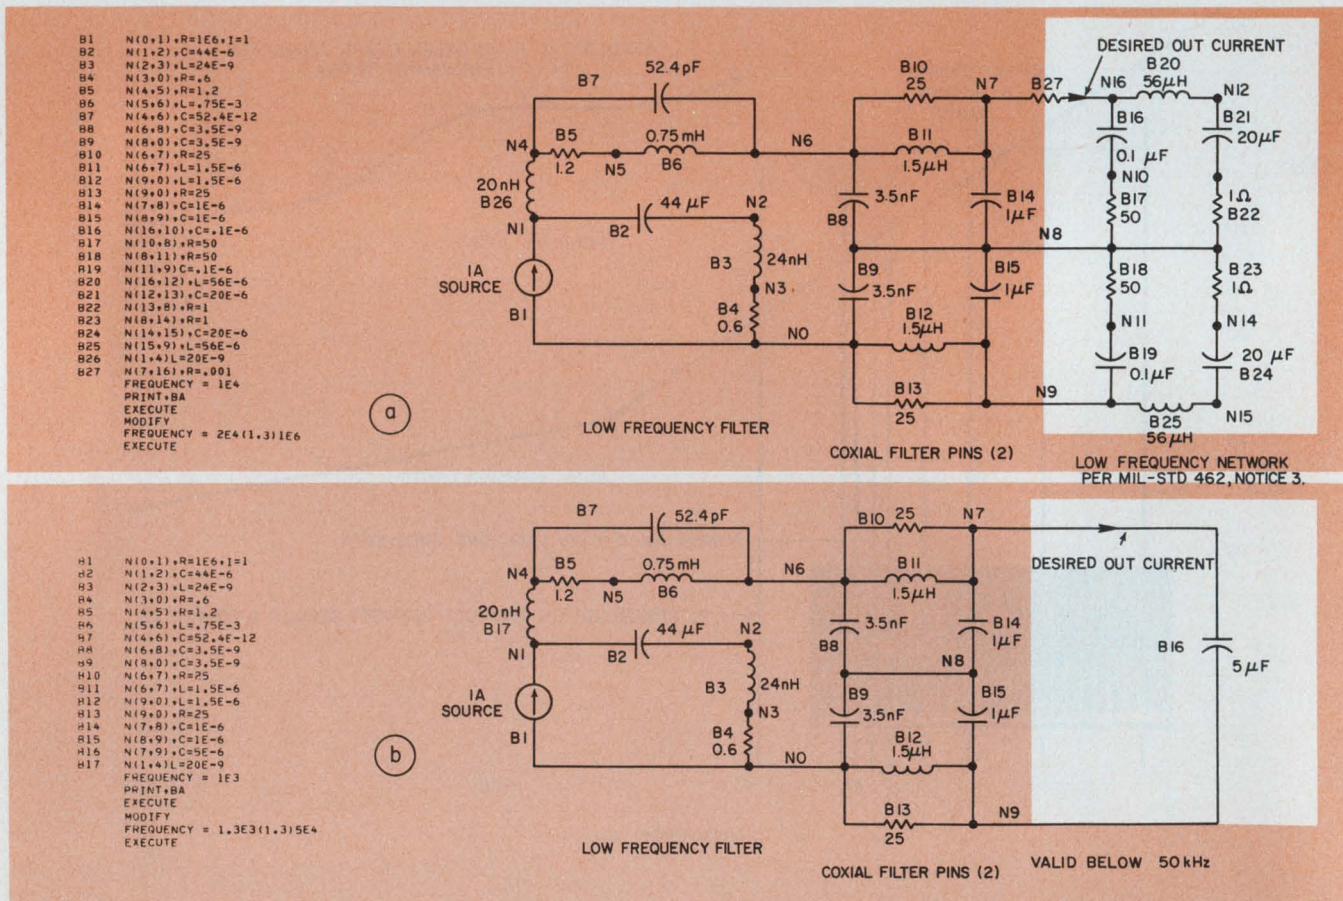 B1 N(0,1),R=1E6,I=1
B2 N(1,2),C=44E-6
B3 N(2,3),L=24E-9
B4 N(3,0),R=.6
B5 N(4,5),R=1.2
B6 N(5,6),L=.75E-3
B7 N(4,6),C=52.4E-12
B8 N(6,8),C=3.5E-9
B9 N(8,0),C=3.5E-9
B10 N(6,7),R=25
B11 N(6,7),L=1.5E-6
B12 N(9,0),L=1.5E-6
B13 N(9,0),R=25
B14 N(7,8),C=1E-6
B15 N(8,9),C=1E-6
B16 N(16,10),C=.1E-6
B17 N(10,8),R=50
B18 N(8,11),R=50
B19 N(11,9)C=.1E-6
B20 N(16,12),L=56E-6
B21 N(12,13),C=20E-6
B22 N(13,8),R=1
B23 N(8,14),R=1
B24 N(14,15),C=20E-6
B25 N(15,9),L=56E-6
B26 N(1,4)L=20E-9
B27 N(7,16),R=.001
FREQUENCY = 1E4
PRINT,BA
EXECUTE
MODIFY
FREQUENCY = 2E4(1.3)1E6
EXECUTE
a
DESIRED OUT CURRENT
B7 52.4pF
B10
25
N7 B27 N16
B20
56μH
N12
N4
B5
1.2
N5
0.75mH
B6
N6
B11
1.5μH
B16
0.1 μF
B21
20μF
20nH
B26
N1
B2
44 μF
N2
3.5nF
B8
B14
1μF
N10
B17
50
1Ω
B22
N8
1A
SOURCE
B1
B3
24nH
N3
B4
0.6
N0
B9
3.5nF
B12
1.5μH
B15
1μF
B18
50
B23
1Ω
N11
N14
B19
0.1μF
20 μF
B24
B13
25
N9
B25
56μH
N15
LOW FREQUENCY FILTER
COXIAL FILTER PINS (2)
LOW FREQUENCY NETWORK
PER MIL-STD 462, NOTICE 3.
B1 N(0,1),R=1E6,I=1
B2 N(1,2),C=44E-6
B3 N(2,3),L=24E-9
B4 N(3,0),R=.6
B5 N(4,5),R=1.2
B6 N(5,6),L=.75E-3
B7 N(4,6),C=52.4E-12
B8 N(6,8),C=3.5E-9
B9 N(8,0),C=3.5E-9
B10 N(6,7),R=25
B11 N(6,7),L=1.5E-6
B12 N(9,0),L=1.5E-6
B13 N(9,0),R=25
B14 N(7,8),C=1E-6
B15 N(8,9),C=1E-6
B16 N(7,9),C=5E-6
B17 N(1,4)L=20E-9
FREQUENCY = 1E3
PRINT,BA
EXECUTE
MODIFY
FREQUENCY = 1.3E3(1.3)5E4
EXECUTE
b
B7 52.4pF
B10 25
N7
DESIRED OUT CURRENT
N4
B5
1.2
N5
0.75mH
B6
N6
B11
1.5μH
20nH
B17
N1
B2
44 μF
N2
3.5nF
B8
B14
1μF
N8
B16
5μF
1A
SOURCE
B1
B3
24nH
N3
B4
0.6
N0
B9
3.5nF
B12
1.5μH
B15
1μF
B13
25
N9
LOW FREQUENCY FILTER
COXIAL FILTER PINS (2)
VALID BELOW 50kHz